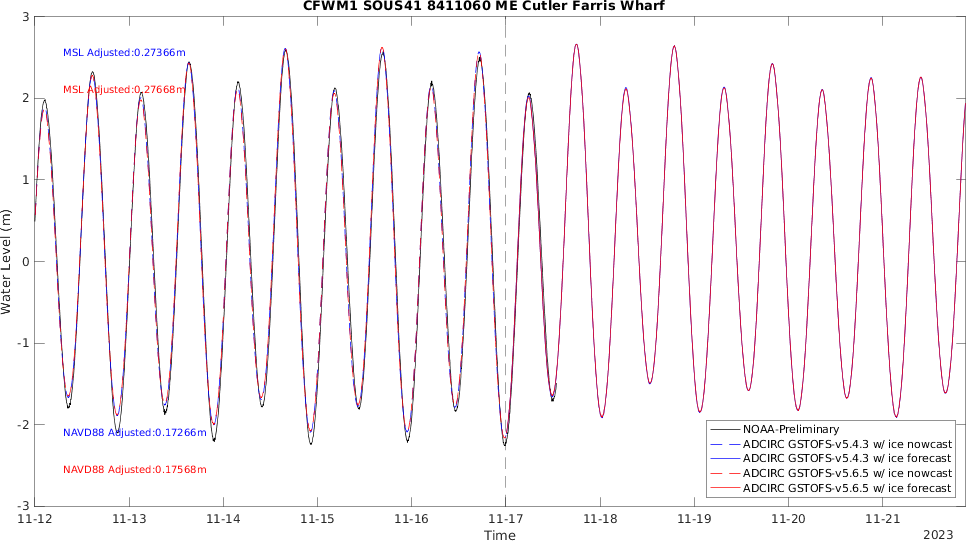 CFWM1 SOUS41 8411060 ME Cutler Farris Wharf
3
2
1
0
-1
-2
-3
Water Level (m)
MSL Adjusted:0.27366m
MSL Adjusted:0.27668m
NAVD88 Adjusted:0.17266m
NAVD88 Adjusted:0.17568m
NOAA-Preliminary
ADCIRC GSTOFS-v5.4.3 w/ ice nowcast
ADCIRC GSTOFS-v5.4.3 w/ ice forecast
ADCIRC GSTOFS-v5.6.5 w/ ice nowcast
ADCIRC GSTOFS-v5.6.5 w/ ice forecast
11-12 11-13 11-14 11-15 11-16 11-17 11-18 11-19 11-20 11-21
Time
2023